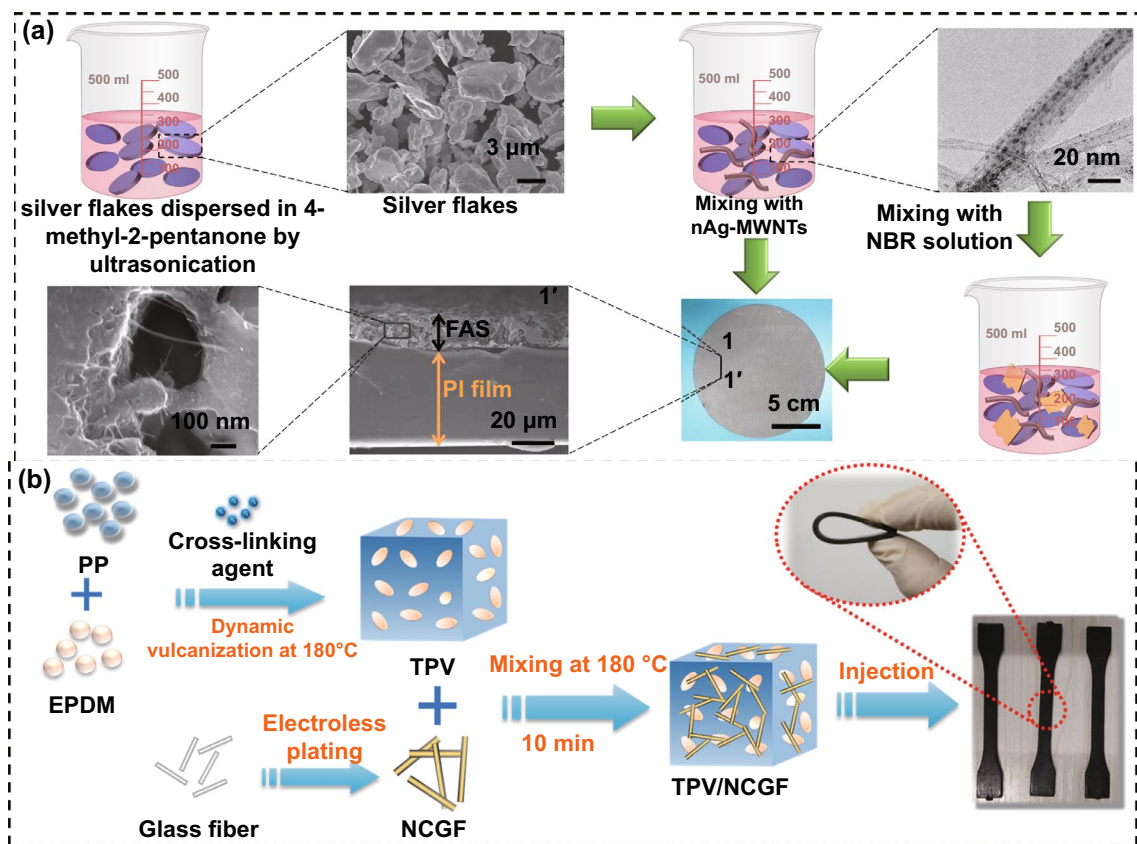 (a)
500 ml
500
400
300
200
100
silver flakes dispersed in 4-
methyl-2-pentanone by
ultrasonication
3 µm
Silver flakes
500 ml
500
400
300
200
100
Mixing with
nAg-MWNTs
20 nm
Mixing with
NBR solution
100 nm
1′
FAS
PI film
20 µm
1
1′
5 cm
500 ml
500
400
300
200
100
(b)
PP
+
EPDM
Cross-linking
agent
Dynamic
vulcanization at 180°C
TPV
+
Glass fiber
Electroless
plating
NCGF
Mixing at 180 °C
10 min
TPV/NCGF
Injection